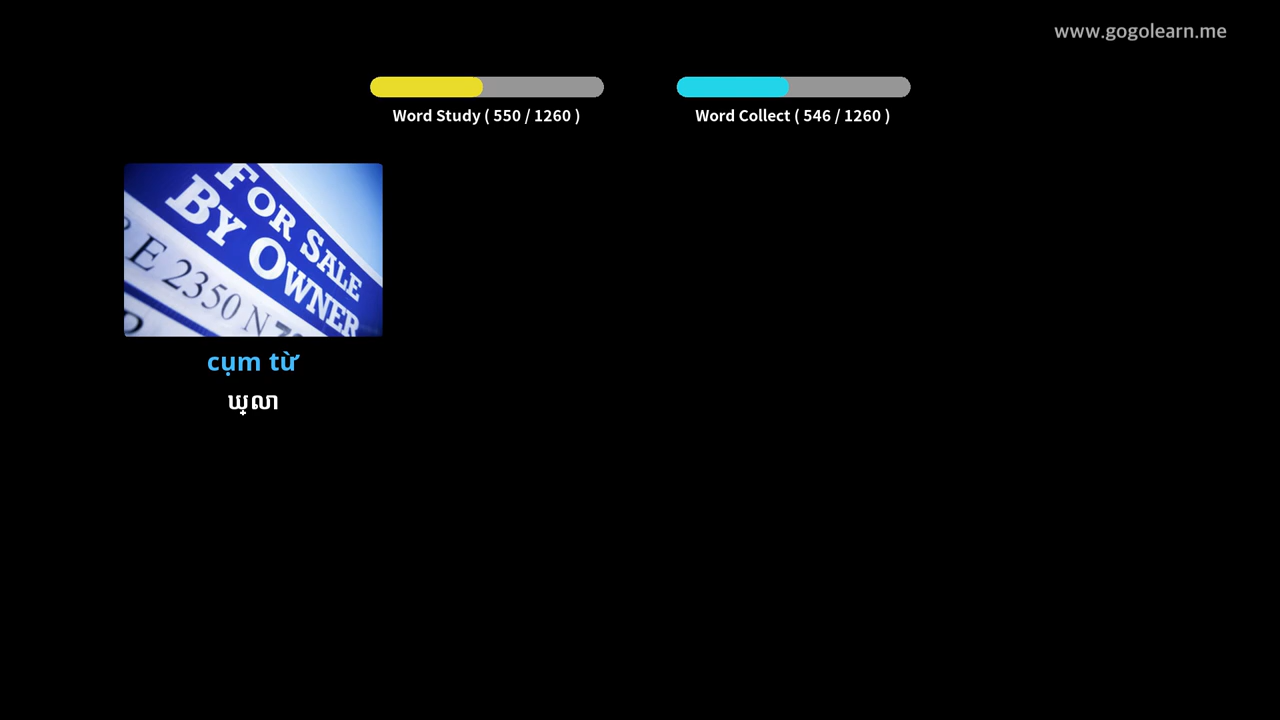 www.gogolearn.me
Word Study ( 550 / 1260 )
Word Collect ( 546 / 1260 )
FOR SALE
BY OWNER
E 2350 N
cụm từ
ឃ្លា